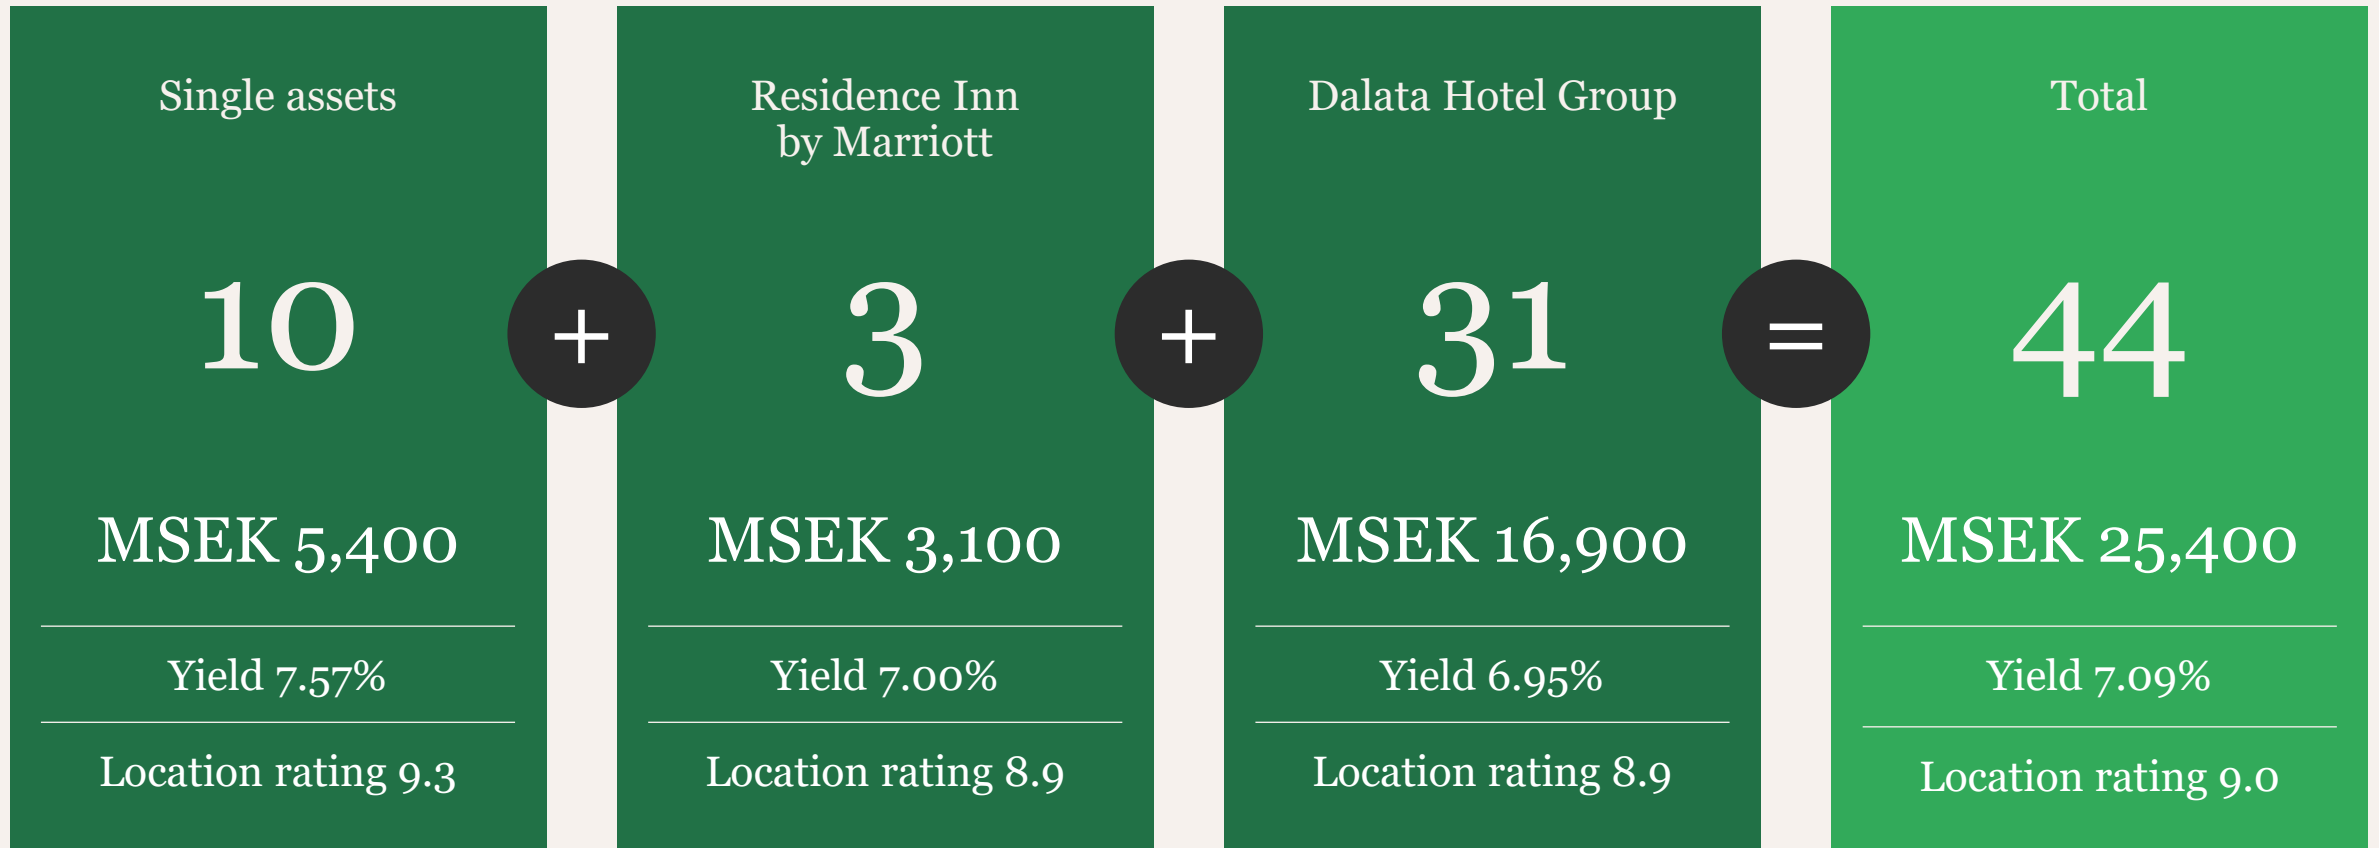 Single assets
10
MSEK 5,400
Yield 7.57%
Location rating 9.3
+
Residence Inn
by Marriott
3
MSEK 3,100
Yield 7.00%
Location rating 8.9
+
Dalata Hotel Group
31
MSEK 16,900
Yield 6.95%
Location rating 8.9
=
Total
44
MSEK 25,400
Yield 7.09%
Location rating 9.0